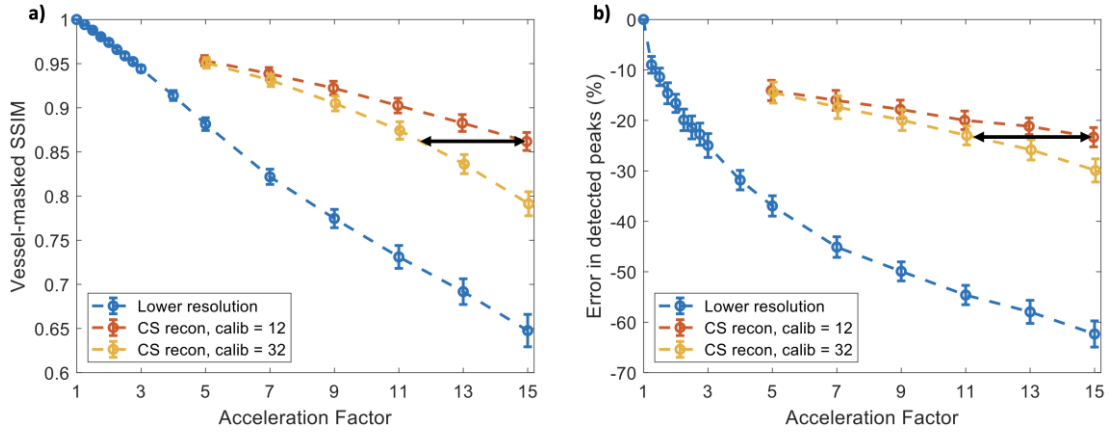 a)
Vessel-masked SSIM
1
0.95
0.9
0.85
0.8
0.75
0.7
0.65
0.6
Lower resolution
CS recon, calib = 12
CS recon, calib = 32
1 3 5 7 9 11 13 15
Acceleration Factor
b)
Error in detected peaks (%)
0
-10
-20
-30
-40
-50
-60
-70
Lower resolution
CS recon, calib = 12
CS recon, calib = 32
1 3 5 7 9 11 13 15
Acceleration Factor